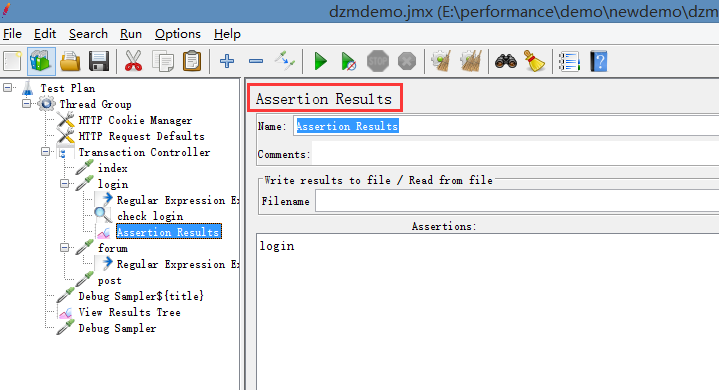 dzmdemo.jmx (E:\performance\demo\newdemo\dzm
File Edit Search Run Options Help
Test Plan
Thread Group
HTTP Cookie Manager
HTTP Request Defaults
Transaction Controller
index
login
Regular Expression E
check login
Assertion Results
forum
Regular Expression E
post
Debug Sampler${title}
View Results Tree
Debug Sampler
Assertion Results
Name: Assertion Results
Comments:
Write results to file / Read from file
Filename
Assertions:
login